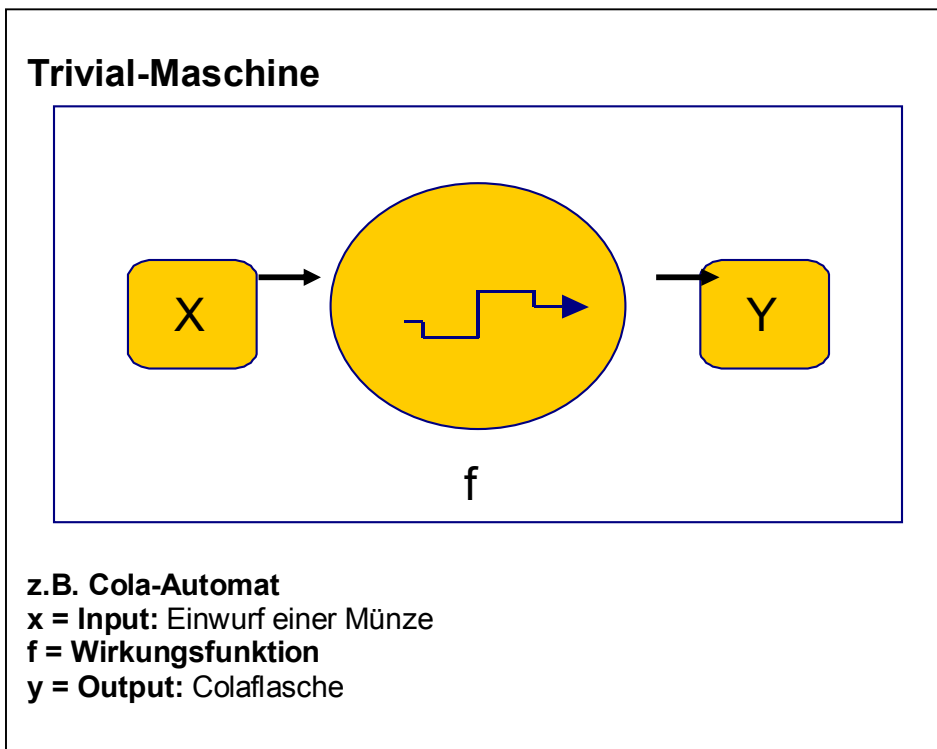 Trivial-Maschine
X
Y
f
z.B. Cola-Automat
x = Input: Einwurf einer Münze
f = Wirkungsfunktion
y = Output: Colaflasche